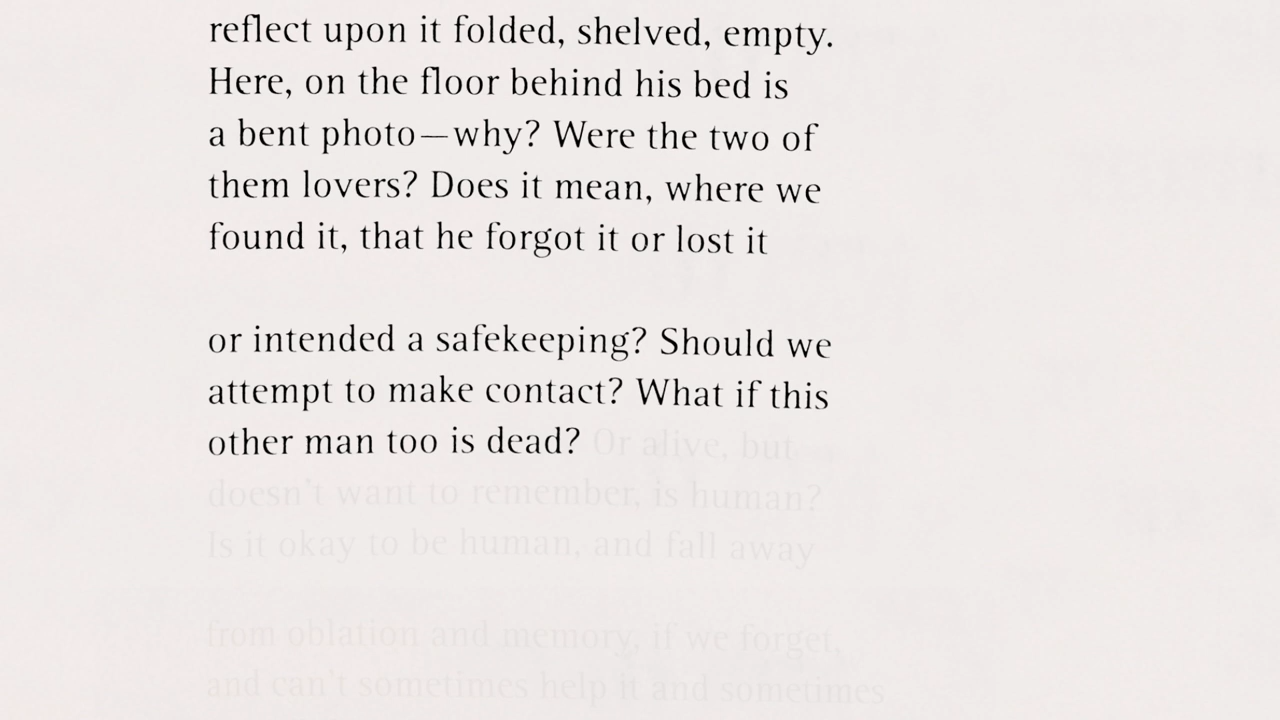 reflect upon it folded, shelved, empty.
Here, on the floor behind his bed is
a bent photo—why? Were the two of
them lovers? Does it mean, where we
found it, that he forgot it or lost it
or intended a safekeeping? Should we
attempt to make contact? What if this
other man too is dead? Or alive, but
doesn't want to remember, is human?
Is it okay to be human, and fall away
from oblation and memory, if we forget,
and can't sometimes help it and sometimes